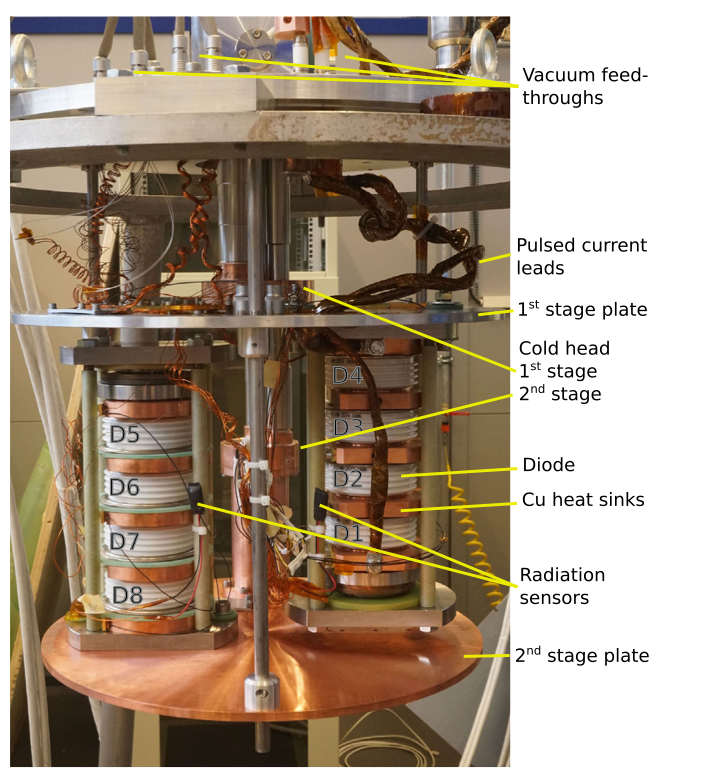 Vacuum feed-
throughs
Pulsed current
leads
1st stage plate
Cold head
1st stage
2nd stage
D4
D5
D3
Diode
D6
D2
Cu heat sinks
D7
D1
Radiation
sensors
D8
2nd stage plate